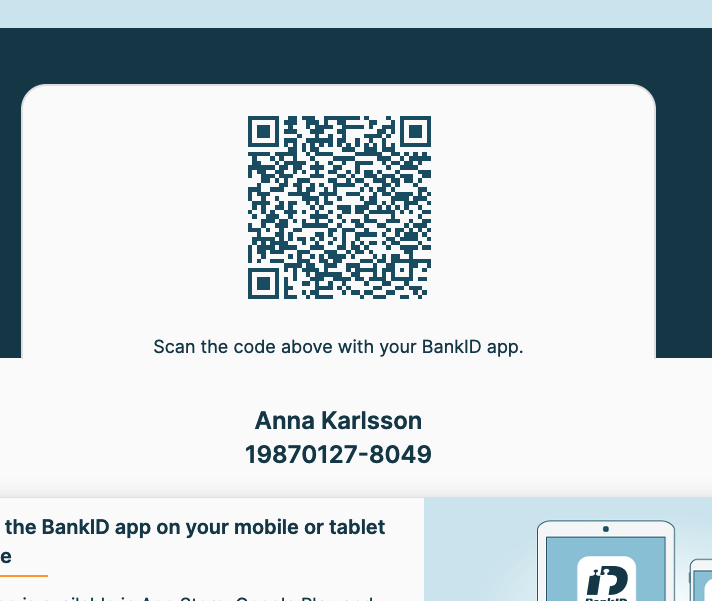 Scan the code above with your BankID app.
Anna Karlsson
19870127-8049
the BankID app on your mobile or tablet
e
BankID